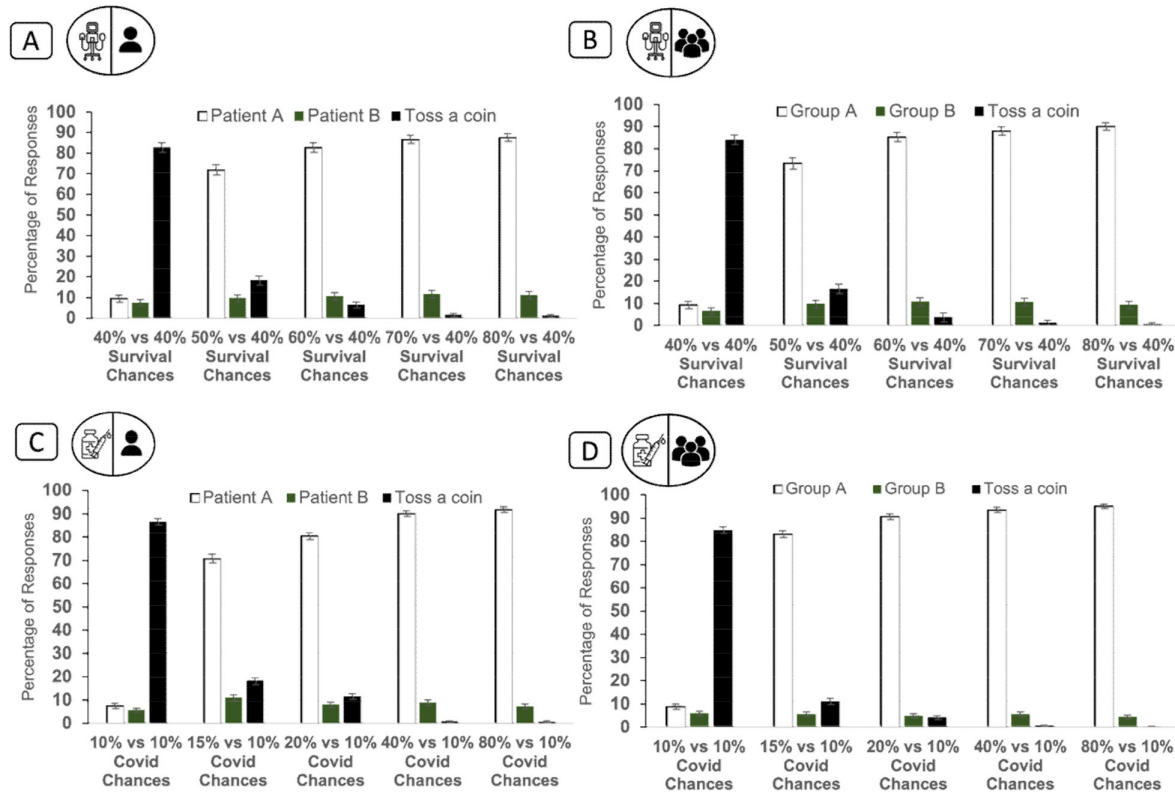 A
Patient A Patient B Toss a coin
Percentage of Responses
100
90
80
70
60
50
40
30
20
10
0
40% vs 40% 50% vs 40% 60% vs 40% 70% vs 40% 80% vs 40%
Survival Survival Survival Survival Survival
Chances Chances Chances Chances Chances
B
Group A Group B Toss a coin
Percentage of Responses
100
90
80
70
60
50
40
30
20
10
0
40% vs 40% 50% vs 40% 60% vs 40% 70% vs 40% 80% vs 40%
Survival Survival Survival Survival Survival
Chances Chances Chances Chances Chances
C
Patient A Patient B Toss a coin
Percentage of Responses
100
90
80
70
60
50
40
30
20
10
0
10% vs 10% 15% vs 10% 20% vs 10% 40% vs 10% 80% vs 10%
Covid Covid Covid Covid Covid
Chances Chances Chances Chances Chances
D
Group A Group B Toss a coin
Percentage of Responses
100
90
80
70
60
50
40
30
20
10
0
10% vs 10% 15% vs 10% 20% vs 10% 40% vs 10% 80% vs 10%
Covid Covid Covid Covid Covid
Chances Chances Chances Chances Chances